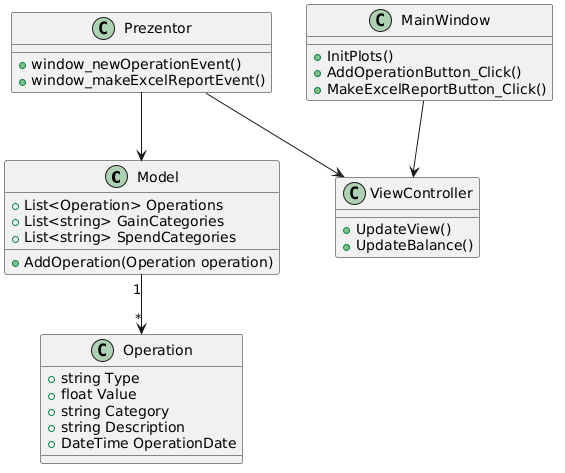 C Prezentor
window_newOperationEvent()
window_makeExcelReportEvent()
C MainWindow
InitPlots()
AddOperationButton_Click()
MakeExcelReportButton_Click()
C Model
List<Operation> Operations
List<string> GainCategories
List<string> SpendCategories
AddOperation(Operation operation)
C ViewController
UpdateView()
UpdateBalance()
1
*
C Operation
string Type
float Value
string Category
string Description
DateTime OperationDate